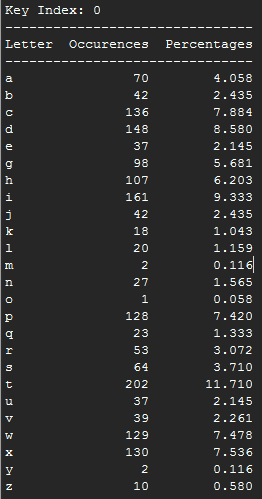 Key Index: 0
------------------------------
Letter  Occurences  Percentages
------------------------------
a 70 4.058
b 42 2.435
c 136 7.884
d 148 8.580
e 37 2.145
g 98 5.681
h 107 6.203
i 161 9.333
j 42 2.435
k 18 1.043
l 20 1.159
m 2 0.116
n 27 1.565
o 1 0.058
p 128 7.420
q 23 1.333
r 53 3.072
s 64 3.710
t 202 11.710
u 37 2.145
v 39 2.261
w 129 7.478
x 130 7.536
y 2 0.116
z 10 0.580